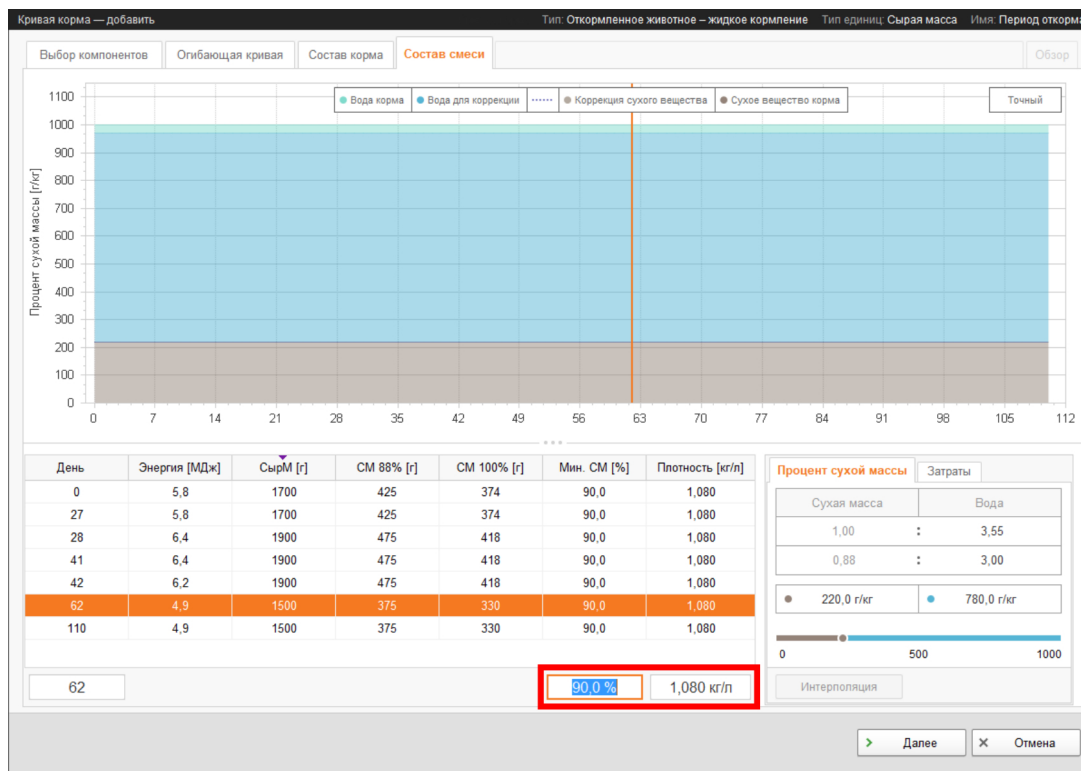 Кривая корма — добавить Тип: Откормленное животное – жидкое кормление Тип единиц: Сырая масса Имя: Период откорма
Выбор компонентов Огибающая кривая Состав корма Состав смеси Обзор
Вода корма Вода для коррекции Коррекция сухого вещества Сухое вещество корма Точный
Процент сухой массы [г/кг]
1100
1000
900
800
700
600
500
400
300
200
100
0
0 7 14 21 28 35 42 49 56 63 70 77 84 91 98 105 112
День Энергия [МДж] СырМ [г] СМ 88% [г] СМ 100% [г] Мин. СМ [%] Плотность [кг/л]
0 5,8 1700 425 374 90,0 1,080
27 5,8 1700 425 374 90,0 1,080
28 6,4 1900 475 418 90,0 1,080
41 6,4 1900 475 418 90,0 1,080
42 6,2 1900 475 418 90,0 1,080
62 4,9 1500 375 330 90,0 1,080
110 4,9 1500 375 330 90,0 1,080
62 90,0 % 1,080 кг/л
Процент сухой массы Затраты
Сухая масса Вода
1,00 : 3,55
0,88 : 3,00
220,0 г/кг 780,0 г/кг
0 500 1000
Интерполяция
Далее Отмена